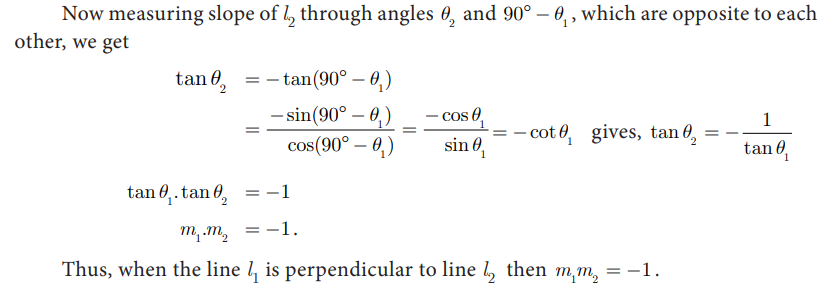 Now measuring slope of l₂ through angles θ₂ and 90° – θ₁, which are opposite to each
other, we get
tan θ₂ = – tan(90° – θ₁)
= – sin(90° – θ₁) / cos(90° – θ₁) = – cos θ₁ / sin θ₁ = – cot θ₁ gives, tan θ₂ = – 1 / tan θ₁
tan θ₁. tan θ₂ = –1
m₁.m₂ = –1.
Thus, when the line l₁ is perpendicular to line l₂ then m₁m₂ = –1.